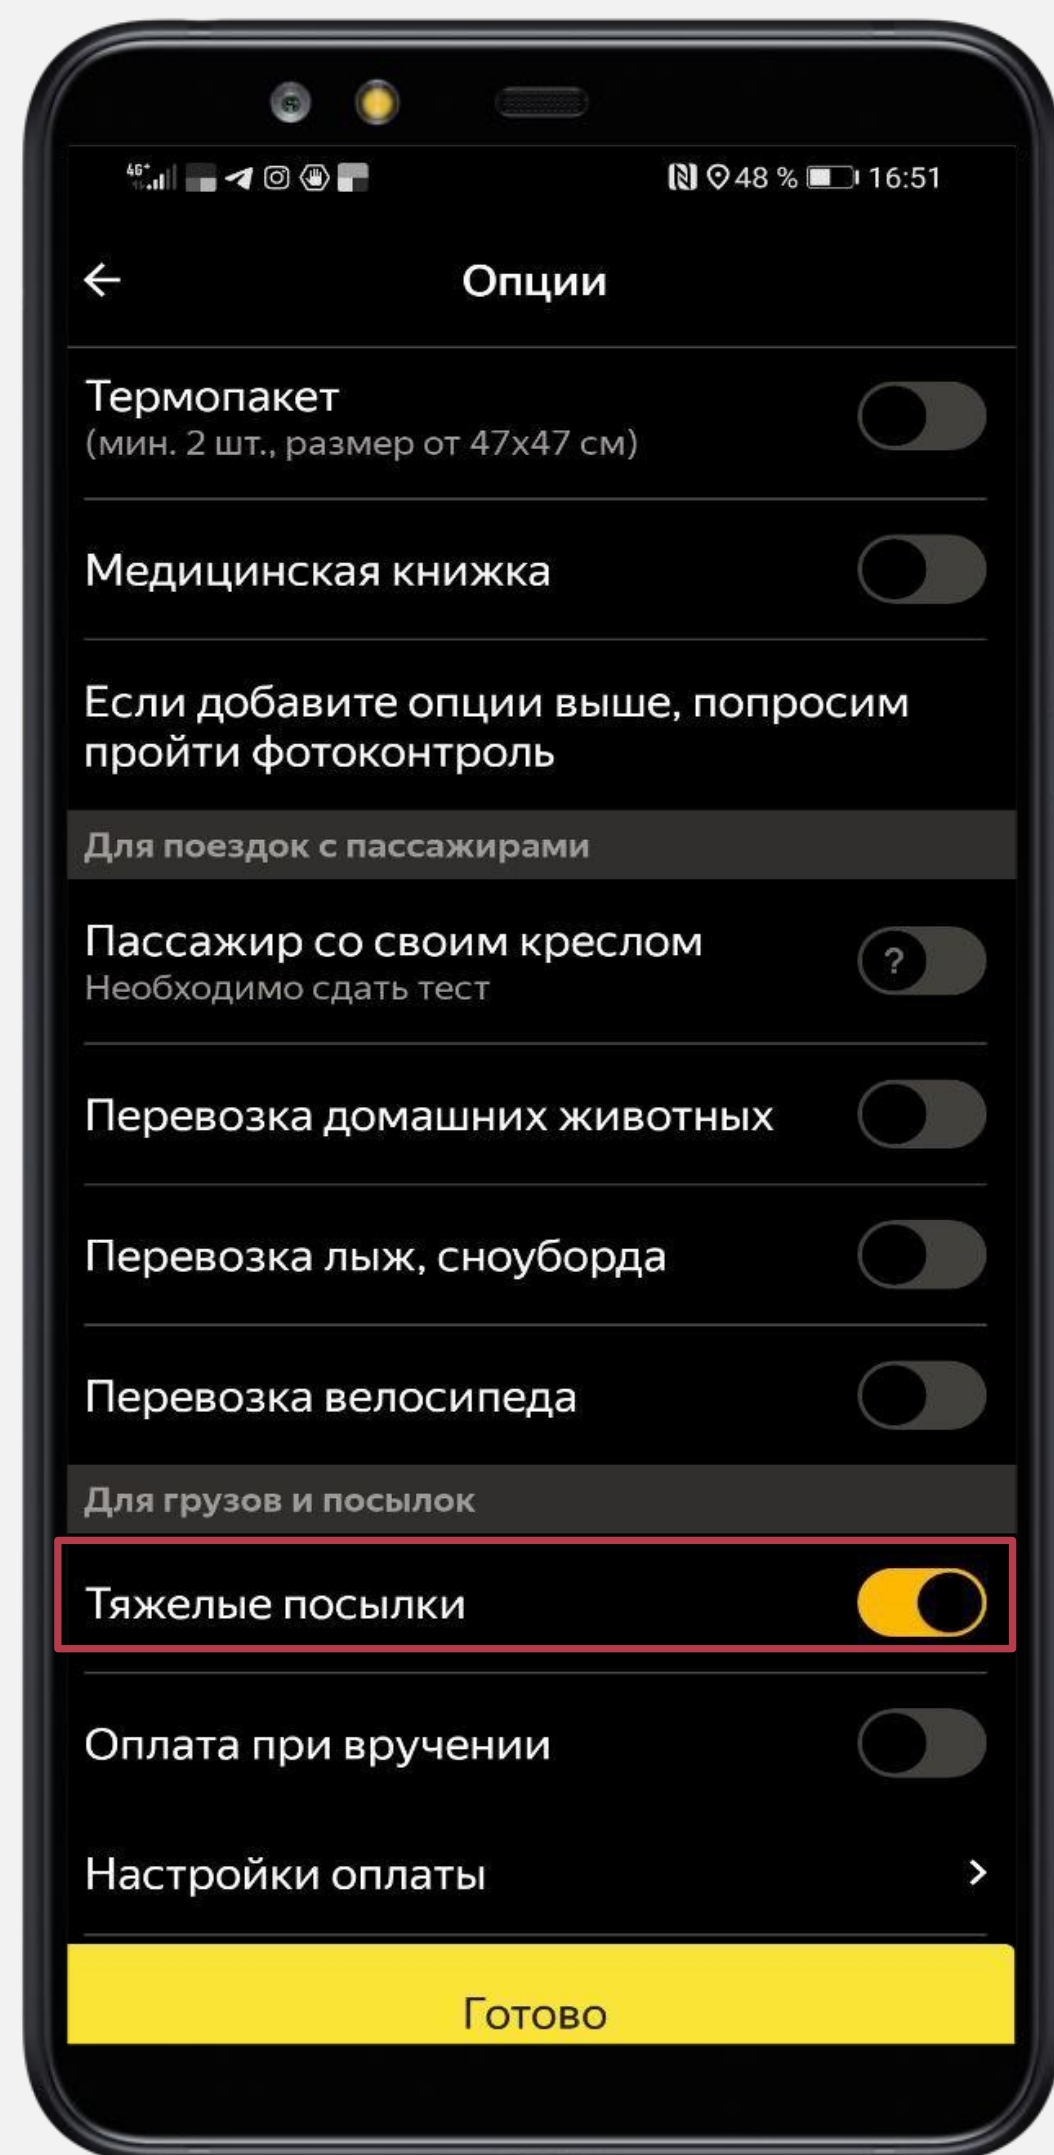 4G+ 48 % 16:51
Опции
Термопакет
(мин. 2 шт., размер от 47x47 см)
Медицинская книжка
Если добавите опции выше, попросим
пройти фотоконтроль
Для поездок с пассажирами
Пассажир со своим креслом
?
Необходимо сдать тест
Перевозка домашних животных
Перевозка лыж, сноуборда
Перевозка велосипеда
Для грузов и посылок
Тяжелые посылки
Оплата при вручении
Настройки оплаты
Готово